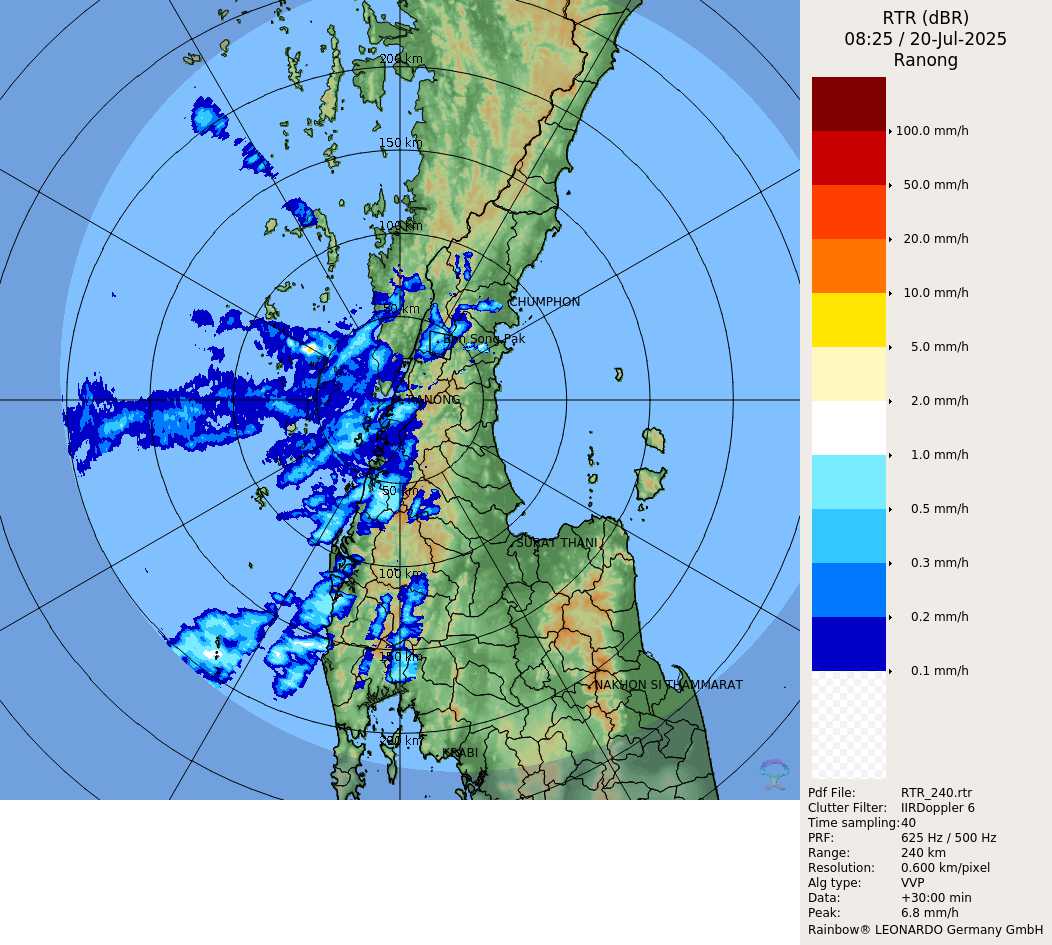 RTR (dBR)
08:25 / 20-Jul-2025
Ranong
100.0 mm/h
50.0 mm/h
20.0 mm/h
10.0 mm/h
5.0 mm/h
2.0 mm/h
1.0 mm/h
0.5 mm/h
0.3 mm/h
0.2 mm/h
0.1 mm/h
Pdf File: RTR_240.rtr
Clutter Filter: IIRDoppler 6
Time sampling: 40
PRF: 625 Hz / 500 Hz
Range: 240 km
Resolution: 0.600 km/pixel
Alg type: VVP
Data: +30:00 min
Peak: 6.8 mm/h
Rainbow® LEONARDO Germany GmbH
200 km
150 km
100 km
50 km
CHUMPHON
Ban Song Pak
RANONG
50 km
SURAT THANI
100 km
150 km
NAKHON SI THAMMARAT
200 km
KRABI